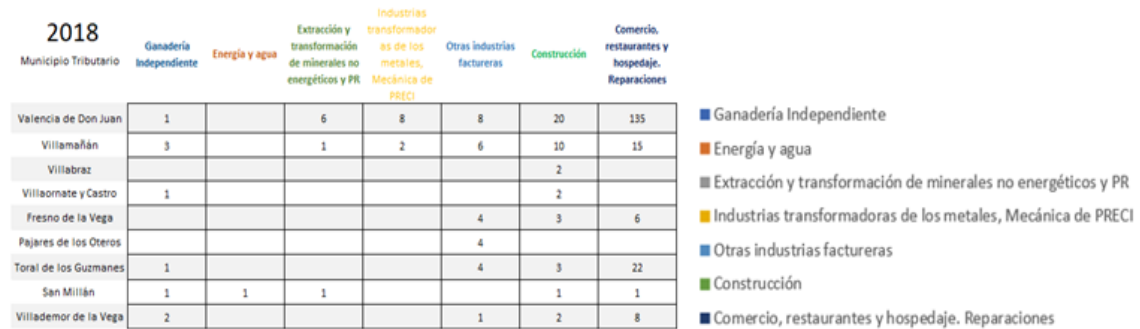 2018
Municipio Tributario
Ganadería
Independiente
Energía y agua
Extracción y
transformación
de minerales no
energéticos y PR
Industrias
transformador
as de los
metales,
Mecánica de
PRECI
Otras industrias
factureras
Construcción
Comercio,
restaurantes y
hospedaje.
Reparaciones
Valencia de Don Juan 1 6 8 8 20 135
Villamañán 3 1 2 6 10 15
Villabraz 2
Villaornate y Castro 1 2
Fresno de la Vega 4 3 6
Pajares de los Oteros 4
Toral de los Guzmanes 1 4 3 22
San Millán 1 1 1 1 1
Villademor de la Vega 2 1 2 8
Ganadería Independiente
Energía y agua
Extracción y transformación de minerales no energéticos y PR
Industrias transformadoras de los metales, Mecánica de PRECI
Otras industrias factureras
Construcción
Comercio, restaurantes y hospedaje. Reparaciones